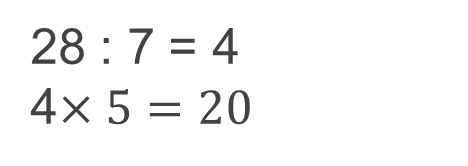 28 : 7 = 4
4× 5 = 20